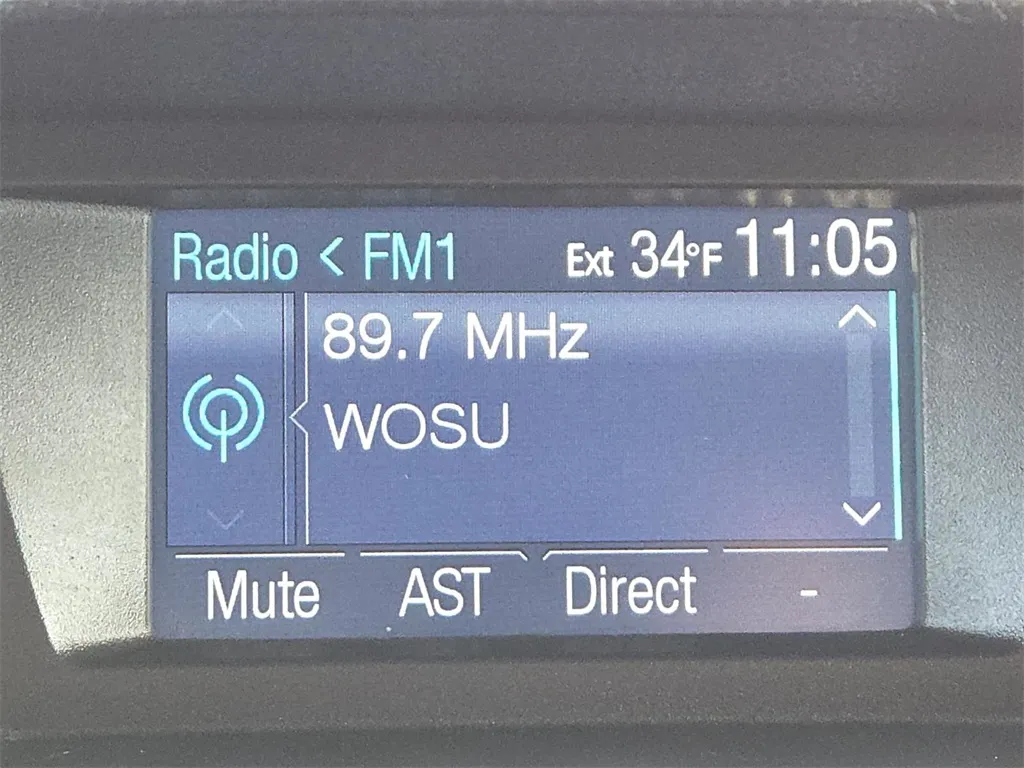 Radio < FM1 Ext 34°F 11:05
89.7 MHz
WOSU
Mute AST Direct -